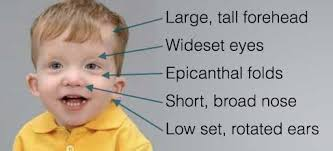 Large, tall forehead
Wideset eyes
Epicanthal folds
Short, broad nose
Low set, rotated ears